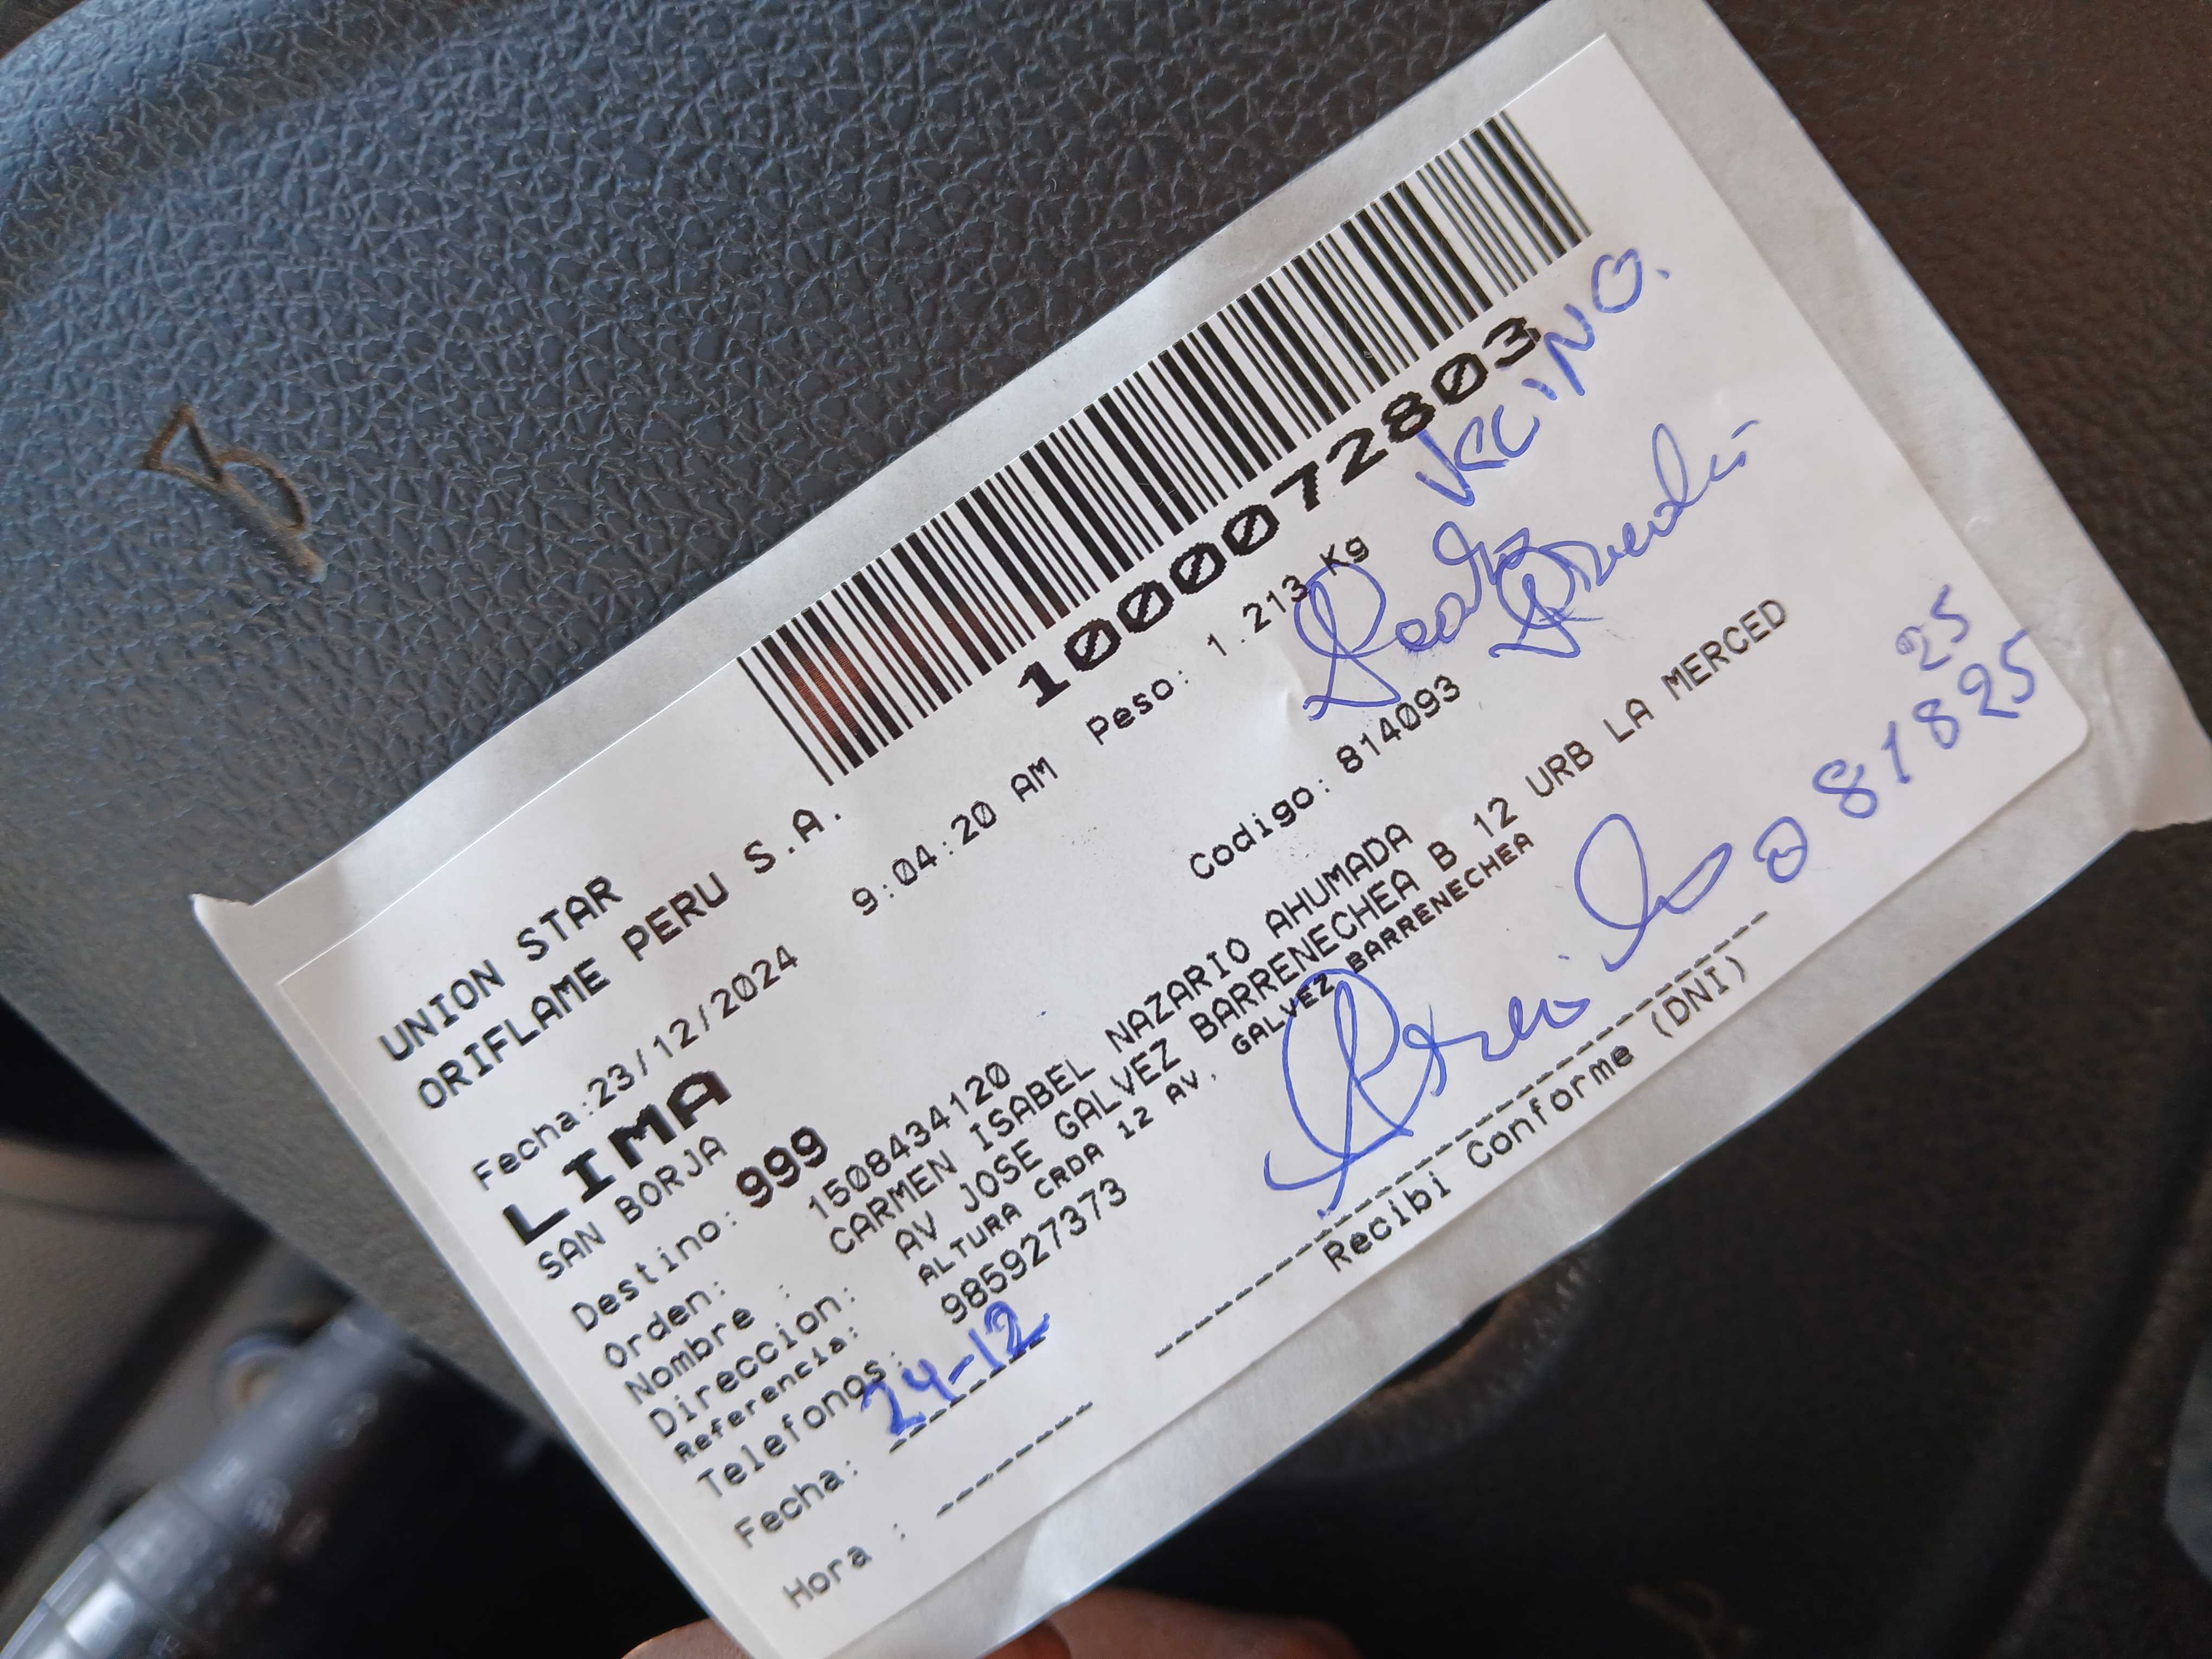 10000072803
VECINO.
UNION STAR
ORIFLAME PERU S.A.
Fecha:23/12/2024 9:04:20 AM Peso: 1.213 Kg
LIMA
SAN BORJA
Destino: 999 Codigo: 814093
Orden: 15084341​20
Nombre : CARMEN ISABEL NAZARIO AHUMADA
Direccion: AV JOSE GALVEZ BARRENECHEA B 12 URB LA MERCED
Referencia: ALTURA CRDA 12 AV. GALVEZ BARRENECHEA
Telefonos: 985927373
25
081825
Fecha: 24-12
Recibi Conforme (DNI)
Hora :